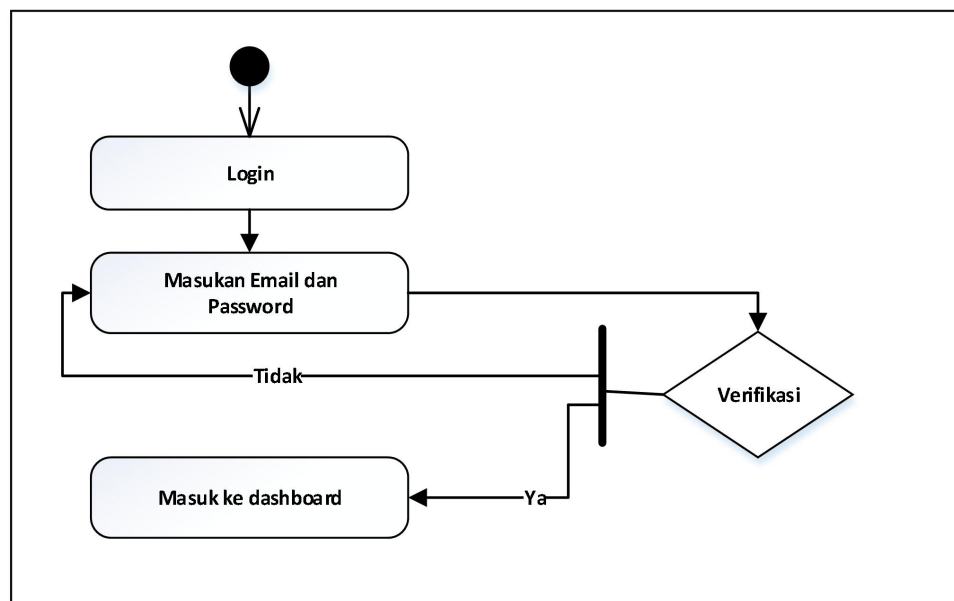 Login
Masukan Email dan
Password
Tidak
Verifikasi
Masuk ke dashboard
Ya